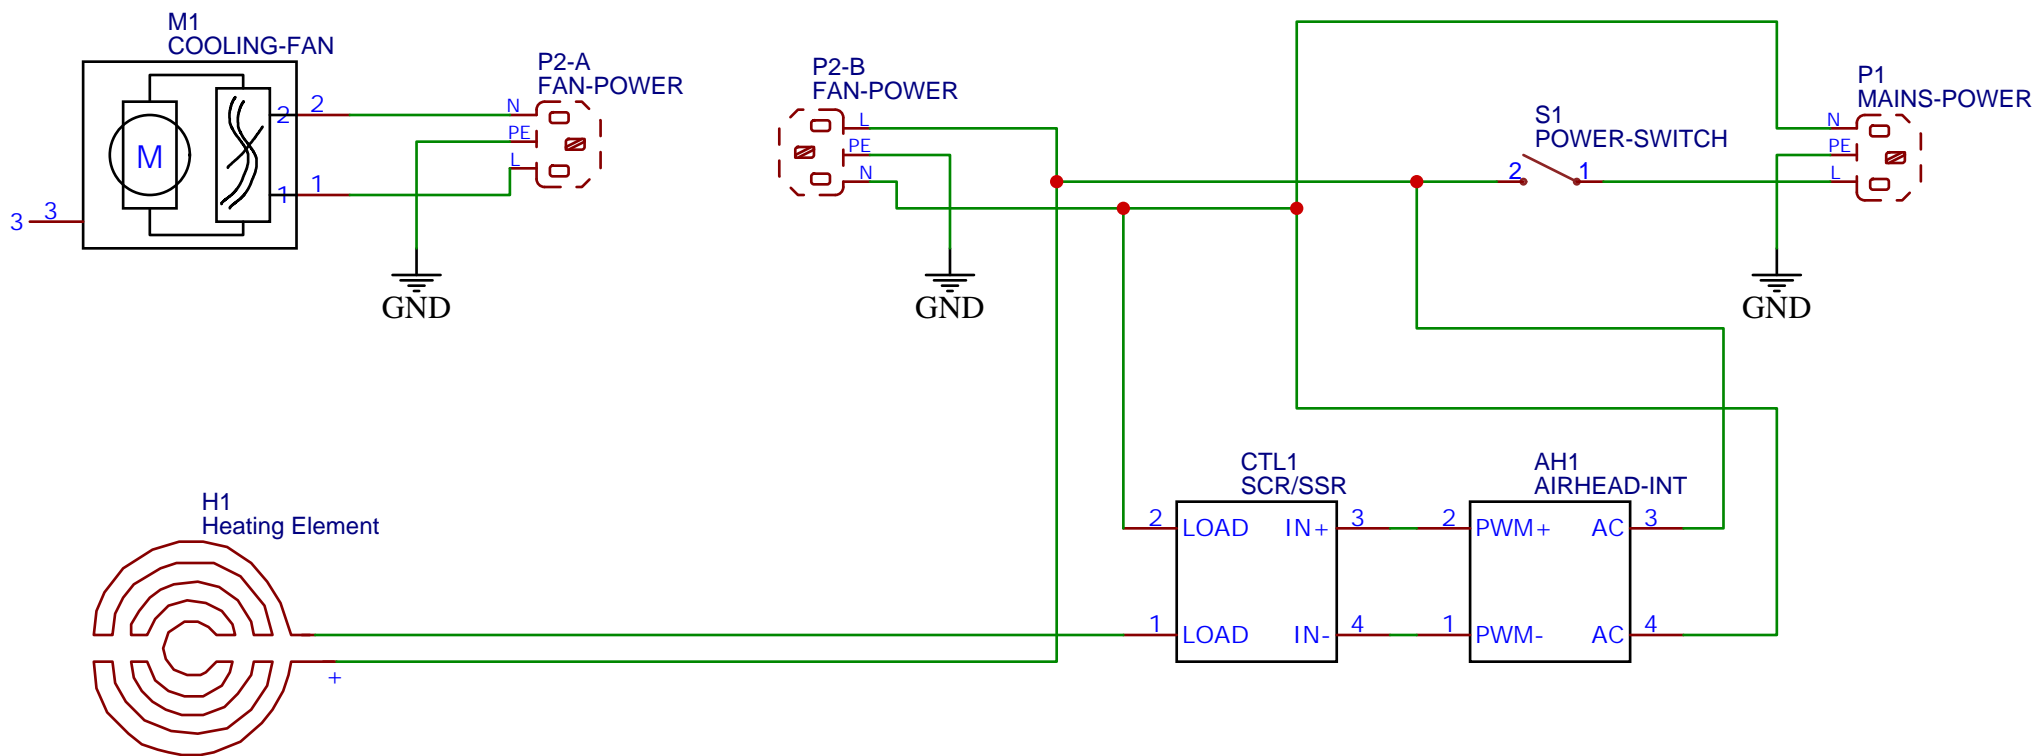 M1
COOLING-FAN
P2-A
FAN-POWER
P2-B
FAN-POWER
P1
MAINS-POWER
S1
POWER-SWITCH
M
2
2
1
1
3
3
N
PE
L
L
PE
N
2
1
N
PE
L
GND
GND
GND
H1
Heating Element
+
CTL1
SCR/SSR
2
LOAD
IN+
3
1
LOAD
IN-
4
AH1
AIRHEAD-INT
2
PWM+
AC
3
1
PWM-
AC
4